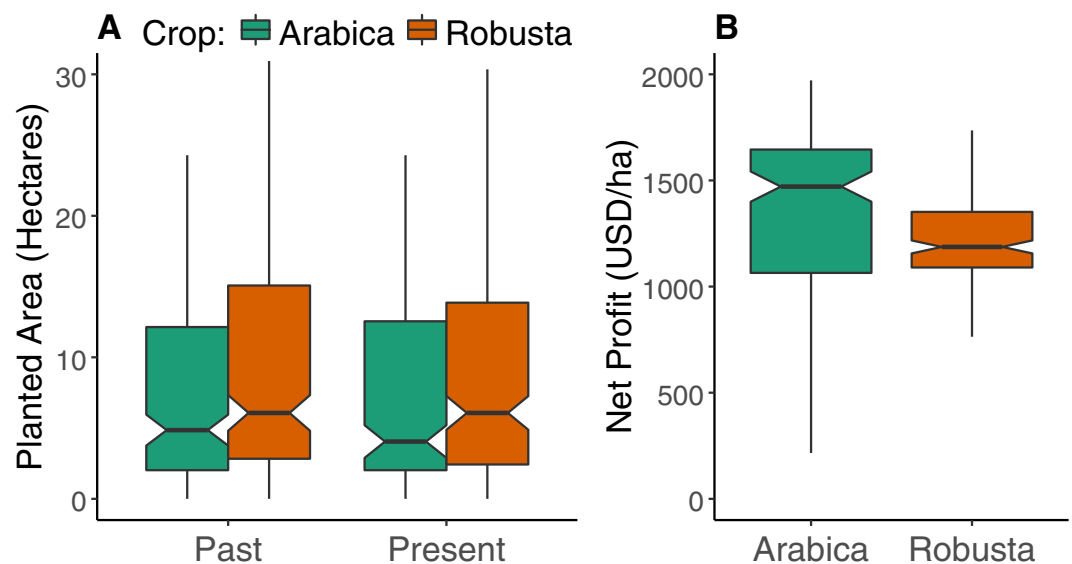 A Crop: Arabica Robusta
Planted Area (Hectares)
30
20
10
0
Past Present
B
Net Profit (USD/ha)
2000
1500
1000
500
0
Arabica Robusta